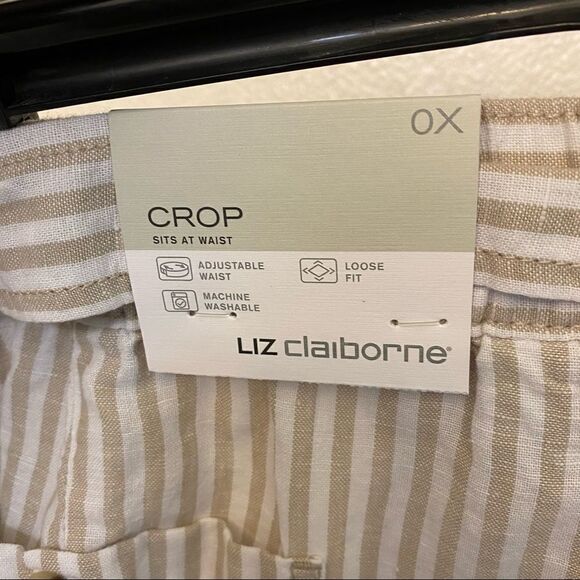 0X
CROP
SITS AT WAIST
ADJUSTABLE
WAIST
LOOSE
FIT
MACHINE
WASHABLE
LIZ claiborne®